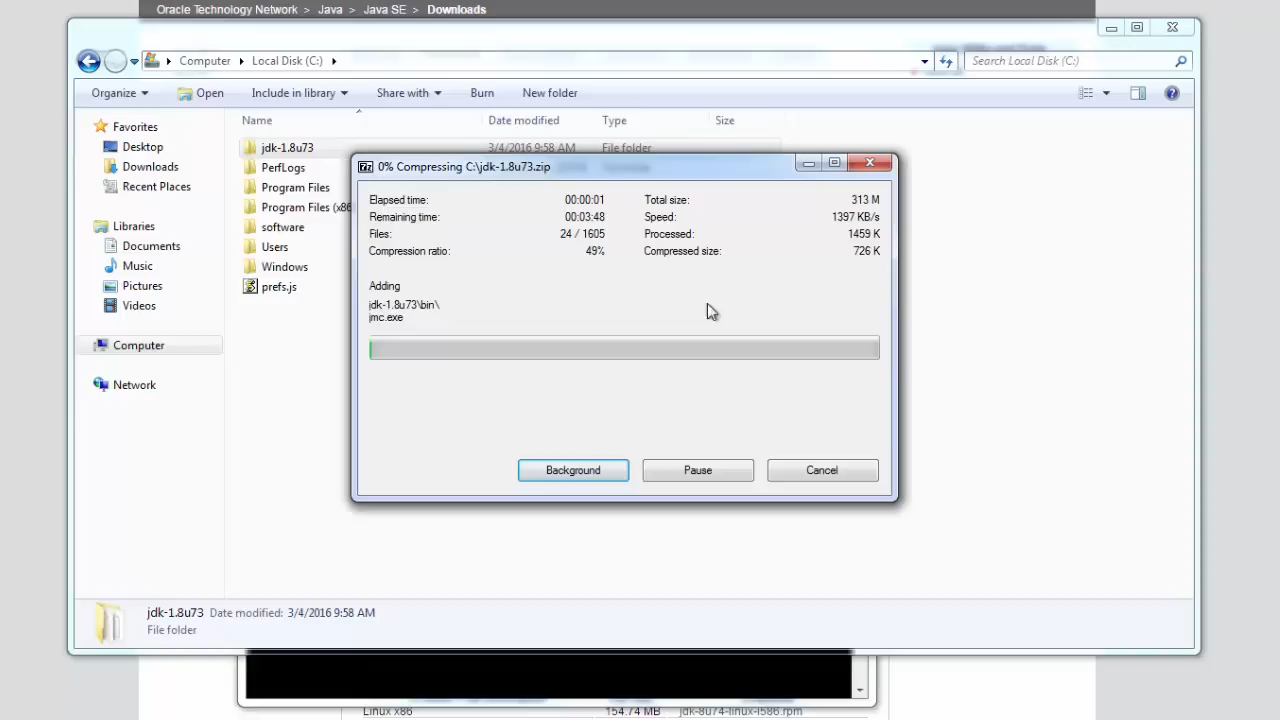 Oracle Technology Network > Java > Java SE > Downloads
Computer Local Disk (C:)
Search Local Disk (C:)
Organize Open Include in library Share with Burn New folder
Name Date modified Type Size
Favorites
Desktop
Downloads
Recent Places
Libraries
Documents
Music
Pictures
Videos
Computer
Network
jdk-1.8u73 3/4/2016 9:58 AM File folder
PerfLogs
Program Files
Program Files (x86
software
Users
Windows
prefs.js
0% Compressing C:\jdk-1.8u73.zip
Elapsed time: 00:00:01 Total size: 313 M
Remaining time: 00:03:48 Speed: 1397 KB/s
Files: 24 / 1605 Processed: 1459 K
Compression ratio: 49% Compressed size: 726 K
Adding
jdk-1.8u73\bin\
jmc.exe
Background Pause Cancel
jdk-1.8u73 Date modified: 3/4/2016 9:58 AM
File folder
Linux x86 154.74 MB jdk-8u74-linux-i586.rpm